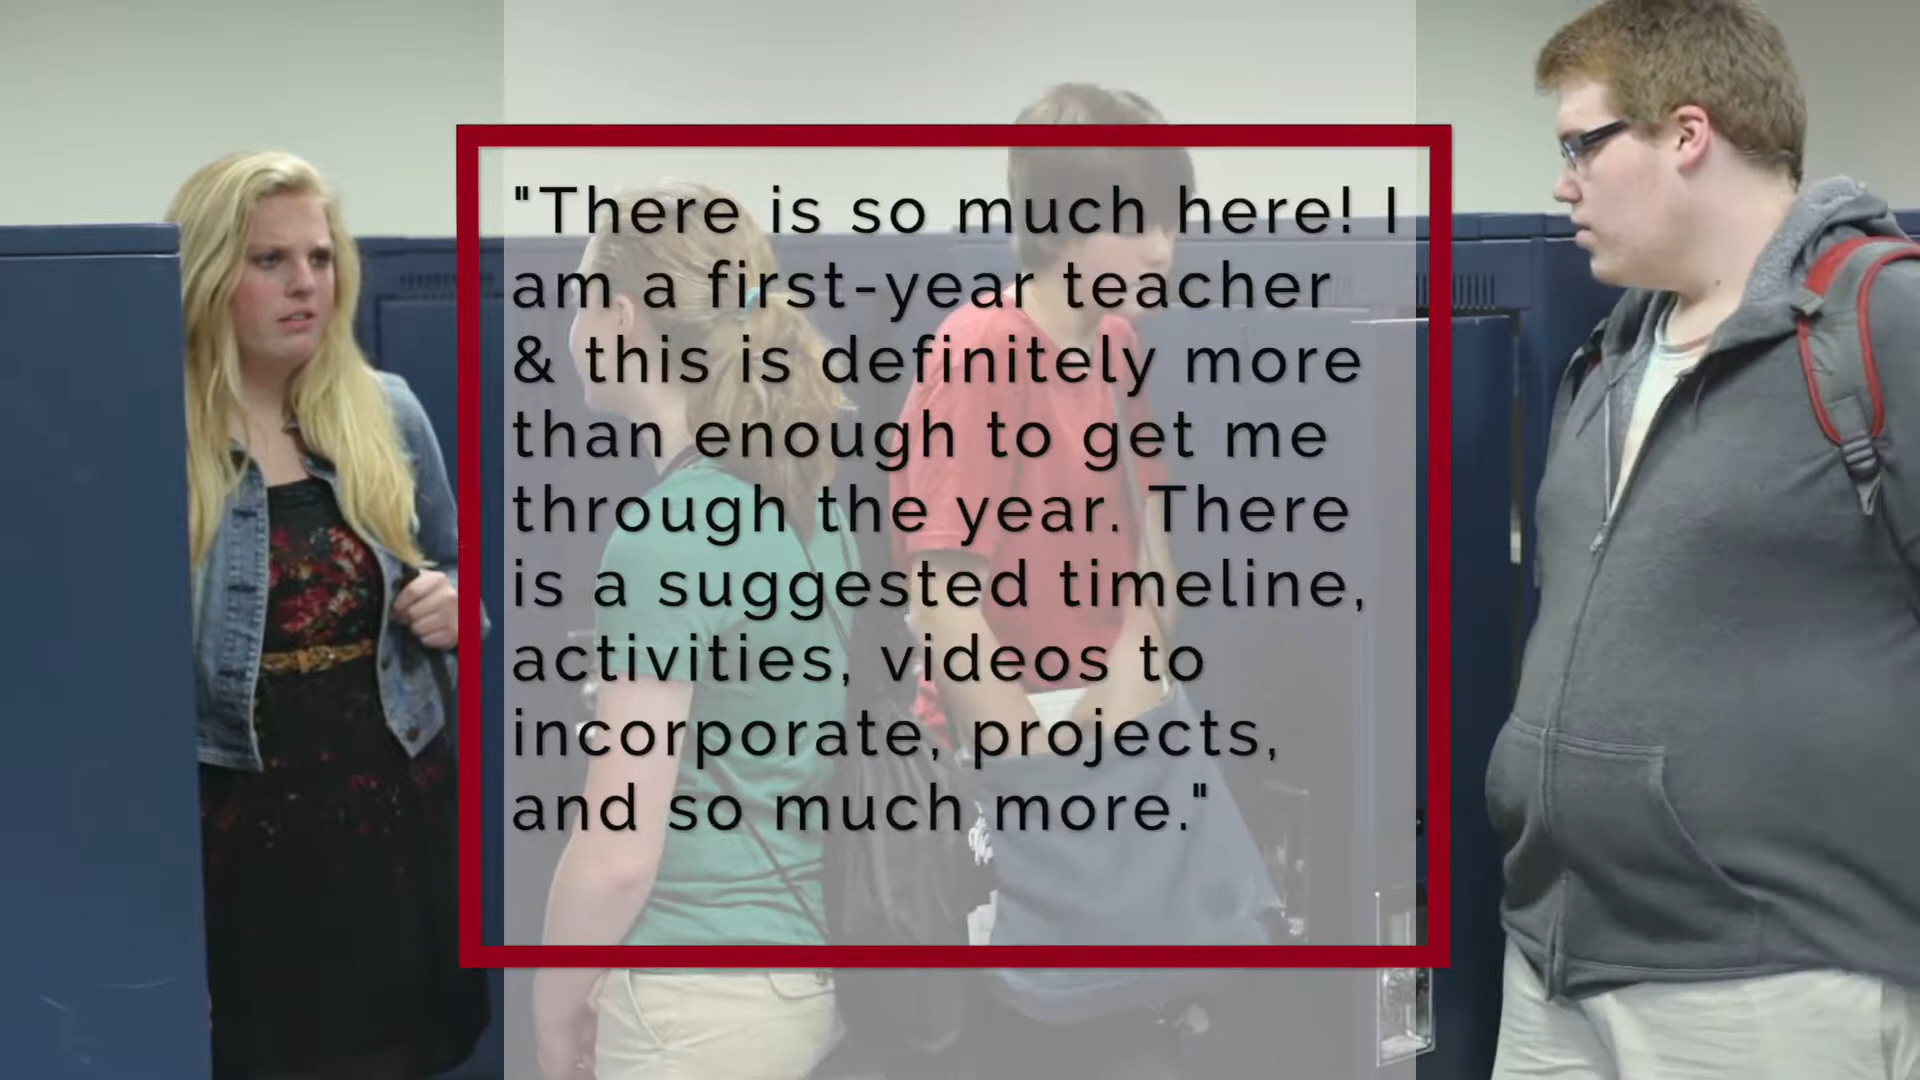 "There is so much here! I
am a first-year teacher
& this is definitely more
than enough to get me
through the year. There
is a suggested timeline,
activities, videos to
incorporate, projects,
and so much more."